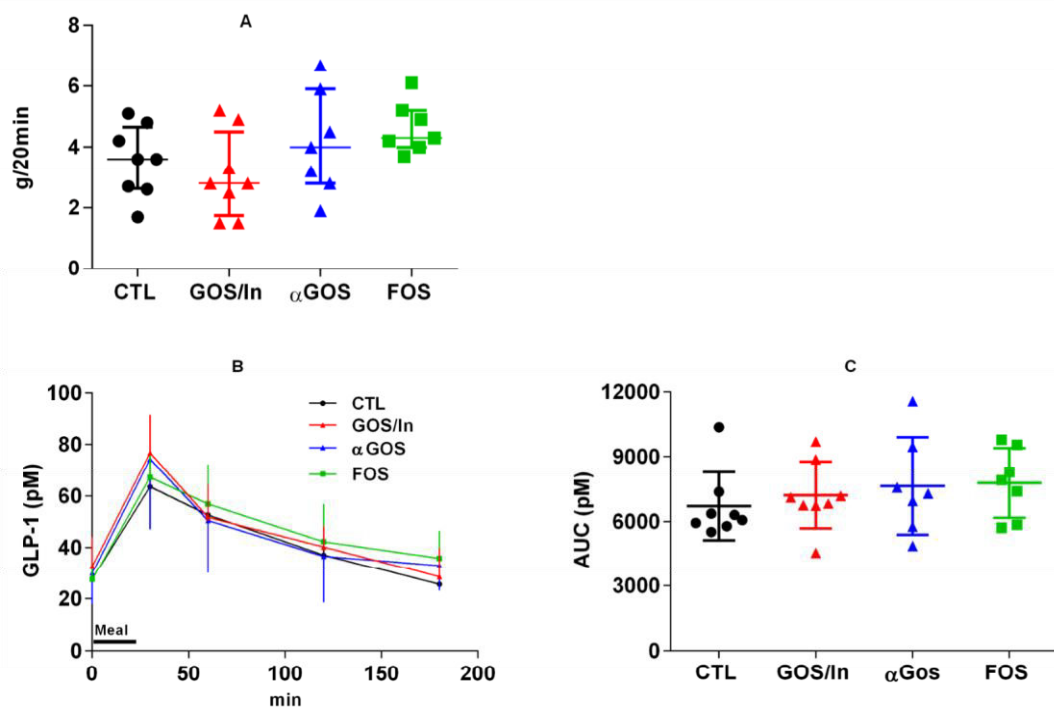 A
g/20min
8
6
4
2
0
CTL GOS/In αGOS FOS
B
GLP-1 (pM)
100
80
60
40
20
0
CTL
GOS/In
αGOS
FOS
Meal
0 50 100 150 200
min
C
AUC (pM)
12000
9000
6000
3000
0
CTL GOS/In αGos FOS